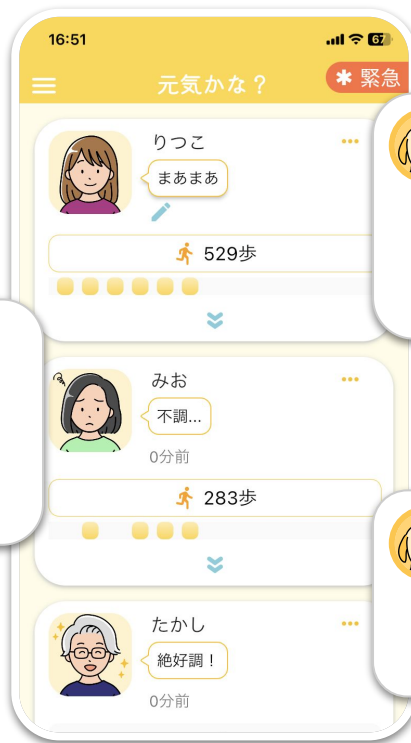 16:51
67
元気かな？
* 緊急
りつこ
まあまあ
529歩
みお
不調...
0分前
283歩
たかし
絶好調！
0分前